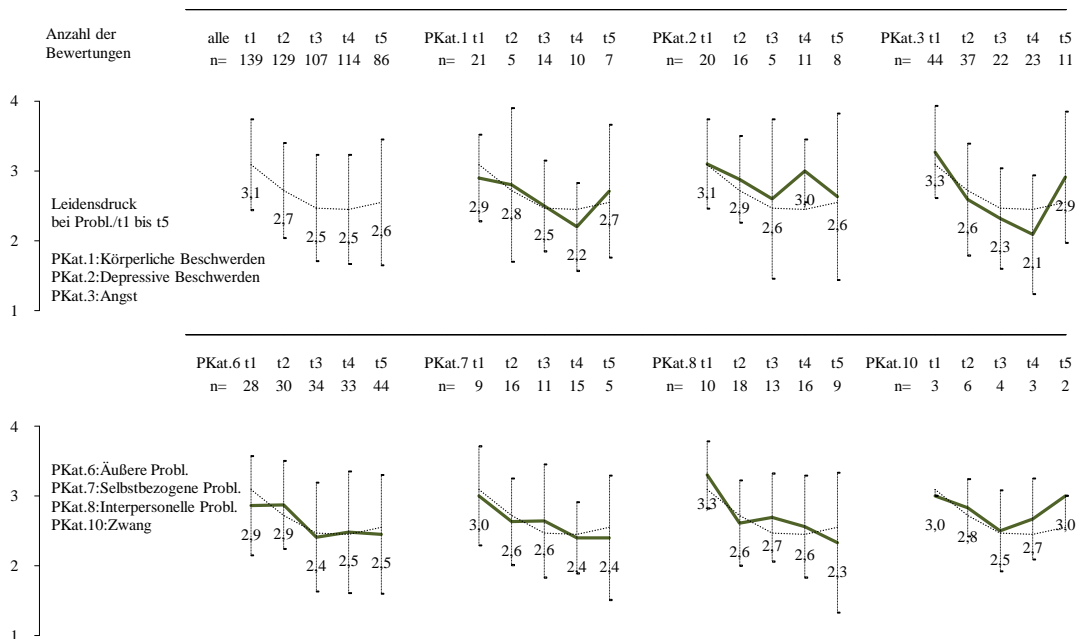 Anzahl der
Bewertungen
alle t1 t2 t3 t4 t5
n= 139 129 107 114 86
PKat.1 t1 t2 t3 t4 t5
n= 21 5 14 10 7
PKat.2 t1 t2 t3 t4 t5
n= 20 16 5 11 8
PKat.3 t1 t2 t3 t4 t5
n= 44 37 22 23 11
4
3
2
1
Leidensdruck
bei Probl./t1 bis t5
PKat.1:Körperliche Beschwerden
PKat.2:Depressive Beschwerden
PKat.3:Angst
3,1 2,7 2,5 2,5 2,6
2,9 2,8 2,5 2,2 2,7
3,1 2,9 2,6 3,0 2,6
3,3 2,6 2,3 2,1 2,9
PKat.6 t1 t2 t3 t4 t5
n= 28 30 34 33 44
PKat.7 t1 t2 t3 t4 t5
n= 9 16 11 15 5
PKat.8 t1 t2 t3 t4 t5
n= 10 18 13 16 9
PKat.10 t1 t2 t3 t4 t5
n= 3 6 4 3 2
4
3
2
1
PKat.6:Äußere Probl.
PKat.7:Selbstbezogene Probl.
PKat.8:Interpersonelle Probl.
PKat.10:Zwang
2,9 2,9 2,4 2,5 2,5
3,0 2,6 2,6 2,4 2,4
3,3 2,6 2,7 2,6 2,3
3,0 2,8 2,5 2,7 3,0